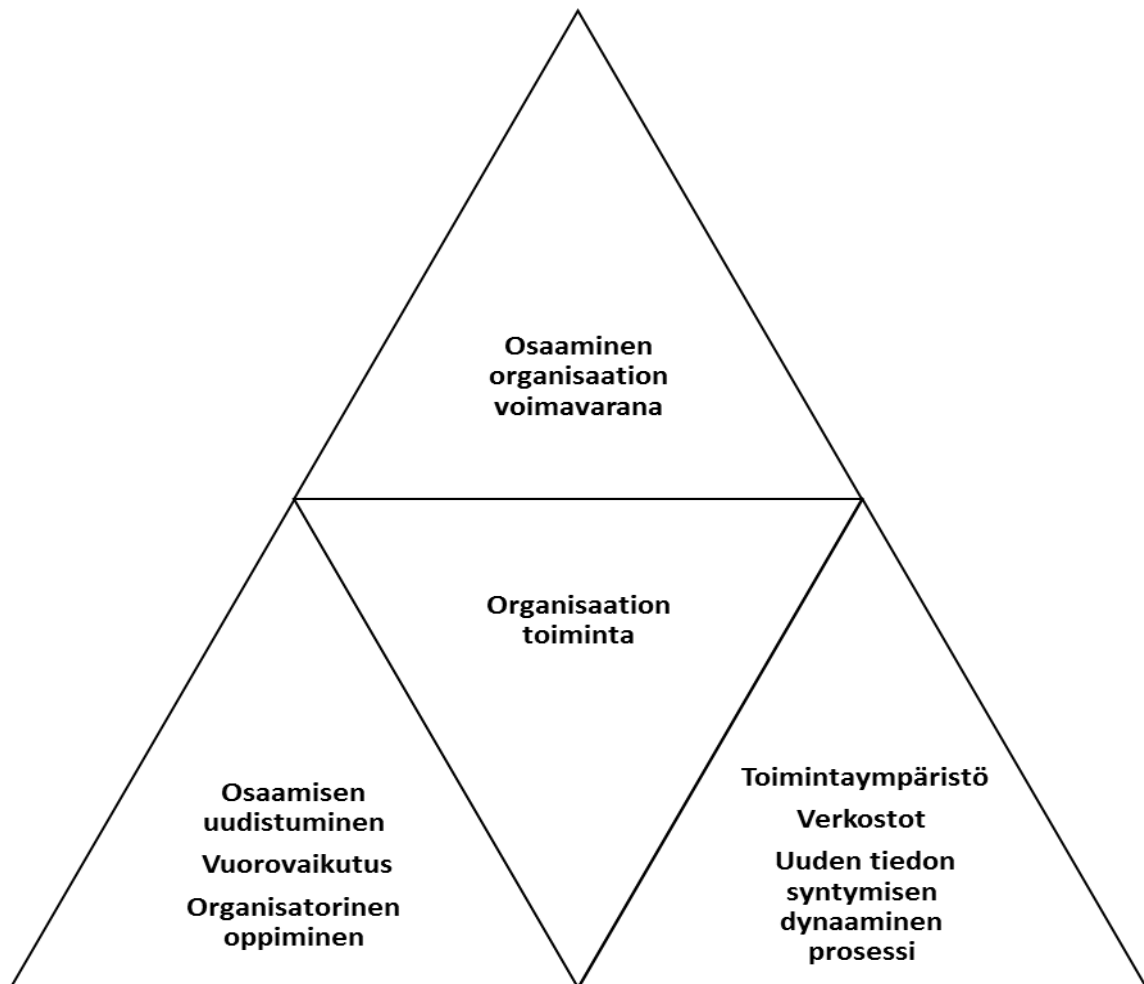 Osaaminen
organisaation
voimavarana
Organisaation
toiminta
Osaamisen
uudistuminen
Vuorovaikutus
Organisatorinen
oppiminen
Toimintaympäristö
Verkostot
Uuden tiedon
syntymisen
dynaaminen
prosessi